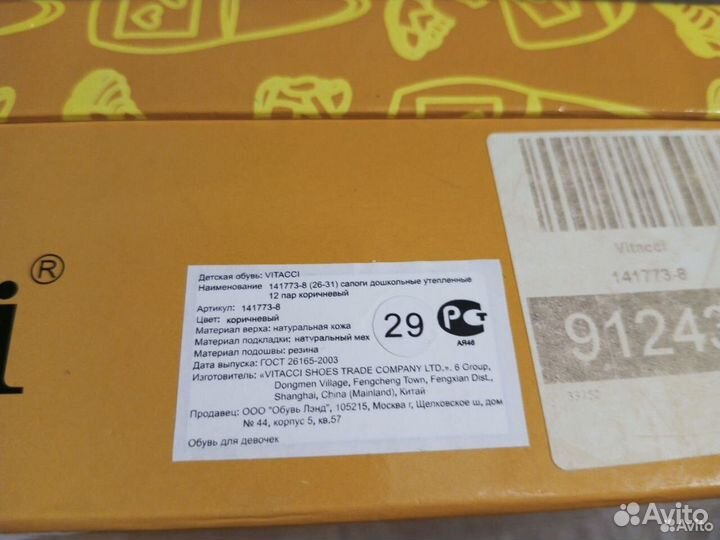 i®
Детская обувь: VITACCI
Наименование 141773-8 (26-31) сапоги дошкольные утепленные
12 пар коричневый
Артикул: 141773-8
Цвет: коричневый
Материал верха: натуральная кожа
Материал подкладки: натуральный мех
Материал подошвы: резина
Дата выпуска: ГОСТ 26165-2003
Изготовитель: «VITACCI SHOES TRADE COMPANY LTD.». 6 Group,
Dongmen Village, Fengcheng Town, Fengxian Dist.,
Shanghai, China (Mainland), Китай
Продавец: ООО "Обувь Лэнд", 105215, Москва г, Щелковское ш, дом
№ 44, корпус 5, кв.57
Обувь для девочек
29
РСТ
АЯ46
Vitacci
141773-8
91243
39152
Avito
Avito